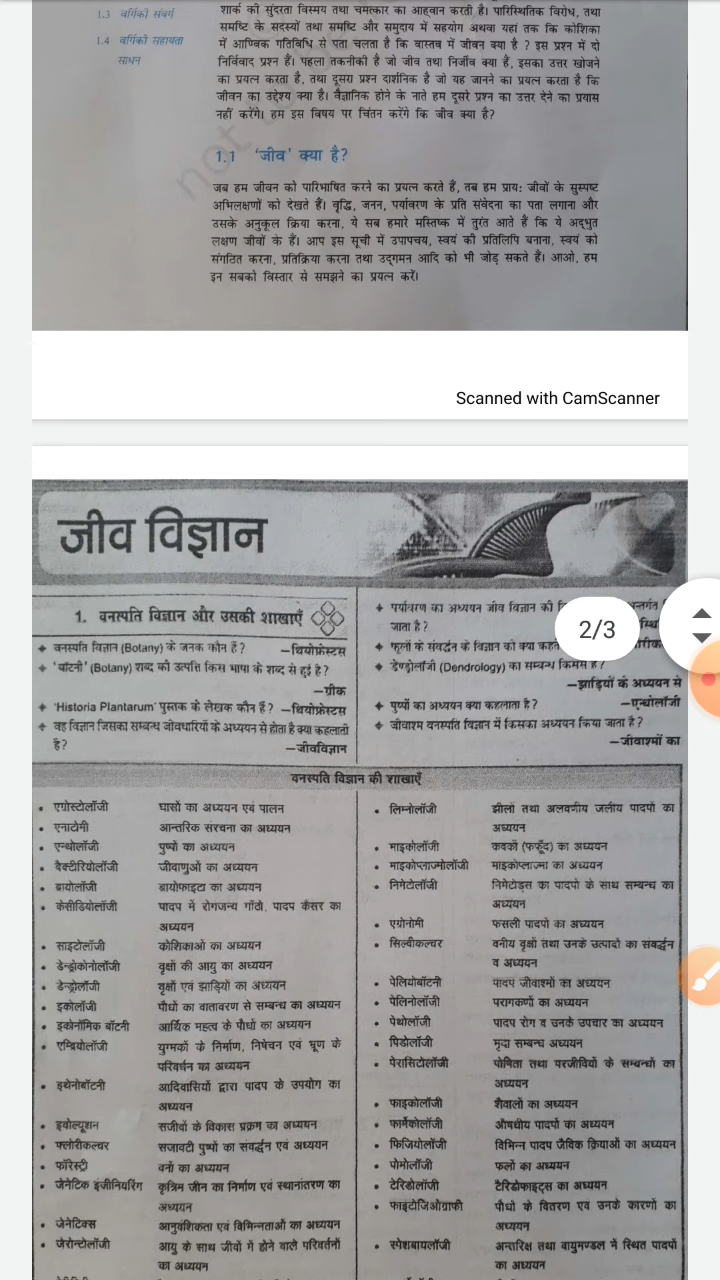 1.3 वर्गिकी संवर्ग
1.4 वर्गिकी सहायता
साधन
शार्क की सुंदरता विस्मय तथा चमत्कार का आह्वान करती है। पारिस्थितिक विरोध, तथा
समष्टि के सदस्यों तथा समष्टि और समुदाय में सहयोग अथवा यहां तक कि कोशिका
में आण्विक गतिविधि से पता चलता है कि वास्तव में जीवन क्या है ? इस प्रश्न में दो
निर्विवाद प्रश्न हैं। पहला तकनीकी है जो जीव तथा निर्जीव क्या है, इसका उत्तर खोजने
का प्रयत्न करता है, तथा दूसरा प्रश्न दार्शनिक है जो यह जानने का प्रयत्न करता है कि
जीवन का उद्देश्य क्या है। वैज्ञानिक होने के नाते हम दूसरे प्रश्न का उत्तर देने का प्रयास
नहीं करेंगे। हम इस विषय पर चिंतन करेंगे कि जीव क्या है?
1.1 ‘जीव’ क्या है?
जब हम जीवन को पारिभाषित करने का प्रयत्न करते हैं, तब हम प्राय: जीवों के सुस्पष्ट
अभिलक्षणों को देखते हैं। वृद्धि, जनन, पर्यावरण के प्रति संवेदना का पता लगाना और
उसके अनुकूल क्रिया करना, ये सब हमारे मस्तिष्क में तुरंत आते हैं कि ये अद्भुत
लक्षण जीवों के हैं। आप इस सूची में उपापचय, स्वयं की प्रतिलिपि बनाना, स्वयं को
संगठित करना, प्रतिक्रिया करना तथा उद्गमन आदि को भी जोड़ सकते हैं। आओ, हम
इन सबको विस्तार से समझने का प्रयत्न करें।
not
Scanned with CamScanner
2/3
जीव विज्ञान
1. वनस्पति विज्ञान और उसकी शाखाएँ
वनस्पति विज्ञान (Botany) के जनक कौन हैं ? —थियोफ्रेस्टस
'बॉटनी' (Botany) शब्द की उत्पत्ति किस भाषा के शब्द से हुई है?
—ग्रीक
'Historia Plantarum' पुस्तक के लेखक कौन हैं ? —थियोफ्रेस्टस
वह विज्ञान जिसका सम्बन्ध जीवधारियों के अध्ययन से होता है क्या कहलाता
है?
—जीवविज्ञान
पर्यावरण का अध्ययन जीव विज्ञान की
जाता है ?
फूलों के संवर्द्धन के विज्ञान को क्या
डेण्ड्रोलॉजी (Dendrology) का सम्बन्ध किससे है?
—झाड़ियों के अध्ययन से
पुष्पों का अध्ययन क्या कहलाता है? —एन्थोलॉजी
जीवाश्म वनस्पति विज्ञान में किसका अध्ययन किया जाता है?
—जीवाश्मों का
वनस्पति विज्ञान की शाखाएँ
एग्रोस्टोलॉजी घासों का अध्ययन एवं पालन
एनाटोमी आन्तरिक संरचना का अध्ययन
एन्थोलॉजी पुष्पों का अध्ययन
बैक्टीरियोलॉजी जीवाणुओं का अध्ययन
ब्रायोलॉजी ब्रायोफाइटा का अध्ययन
केसीडियोलॉजी पादप में रोगजन्य गाँठों, पादप कैंसर का
अध्ययन
साइटोलॉजी कोशिकाओं का अध्ययन
डेन्ड्रोकोनोलॉजी वृक्षों की आयु का अध्ययन
डेन्ड्रोलॉजी वृक्षों एवं झाड़ियों का अध्ययन
इकोलॉजी पौधों का वातावरण से सम्बन्ध का अध्ययन
इकोनॉमिक बॉटनी आर्थिक महत्व के पौधों का अध्ययन
एम्ब्रियोलॉजी युग्मकों के निर्माण, निषेचन एवं भ्रूण के
परिवर्धन का अध्ययन
इथेनोबॉटनी आदिवासियों द्वारा पादप के उपयोग का
अध्ययन
इवोल्यूशन सजीवों के विकास प्रक्रम का अध्ययन
फ्लोरीकल्चर सजावटी पुष्पों का संवर्द्धन एवं अध्ययन
फॉरेस्ट्री वनों का अध्ययन
जेनेटिक इंजीनियरिंग कृत्रिम जीन का निर्माण एवं स्थानांतरण का
अध्ययन
जेनेटिक्स आनुवंशिकता एवं विभिन्नताओं का अध्ययन
जेरोन्टोलॉजी आयु के साथ जीवों में होने वाले परिवर्तनों
का अध्ययन
लिम्नोलॉजी झीलों तथा अलवणीय जलीय पादपों का
अध्ययन
माइकोलॉजी कवकों (फफूँद) का अध्ययन
माइकोप्लाज्मोलॉजी माइकोप्लाज्मा का अध्ययन
निमेटोलॉजी निमेटोड्स का पादपों के साथ सम्बन्ध का
अध्ययन
एग्रोनोमी फसली पादपों का अध्ययन
सिल्वीकल्चर वनीय वृक्षों तथा उनके उत्पादों का संवर्द्धन
व अध्ययन
पेलियोबॉटनी पादप जीवाश्मों का अध्ययन
पेलिनोलॉजी परागकणों का अध्ययन
पेथोलॉजी पादप रोग व उनके उपचार का अध्ययन
पिडोलॉजी मृदा सम्बन्ध अध्ययन
पेरासिटोलॉजी पोषिता तथा परजीवियों के सम्बन्धों का
अध्ययन
फाइकोलॉजी शैवालों का अध्ययन
फार्मेकोलॉजी औषधीय पादपों का अध्ययन
फिजियोलॉजी विभिन्न पादप जैविक क्रियाओं का अध्ययन
पोमोलॉजी फलों का अध्ययन
टेरिडोलॉजी टैरिडोफाइट्स का अध्ययन
फाइटोजिओग्राफी पौधों के वितरण एवं उनके कारणों का
अध्ययन
स्पेशबायलॉजी अन्तरिक्ष तथा वायुमण्डल में स्थित पादपों
का अध्ययन